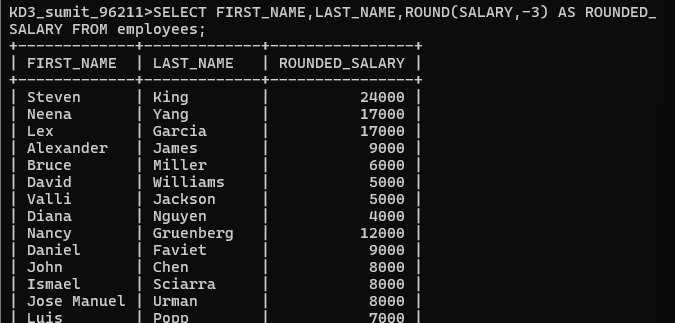 KD3_sumit_96211>SELECT FIRST_NAME,LAST_NAME,ROUND(SALARY,-3) AS ROUNDED_
SALARY FROM employees;
+-------------+-------------+----------------+
| FIRST_NAME  | LAST_NAME   | ROUNDED_SALARY |
+-------------+-------------+----------------+
| Steven      | King        |          24000 |
| Neena       | Yang        |          17000 |
| Lex         | Garcia      |          17000 |
| Alexander   | James       |           9000 |
| Bruce       | Miller      |           6000 |
| David       | Williams    |           5000 |
| Valli       | Jackson     |           5000 |
| Diana       | Nguyen      |           4000 |
| Nancy       | Gruenberg   |          12000 |
| Daniel      | Faviet      |           9000 |
| John        | Chen        |           8000 |
| Ismael      | Sciarra     |           8000 |
| Jose Manuel | Urman       |           8000 |
| Luis        | Popp        |           7000 |